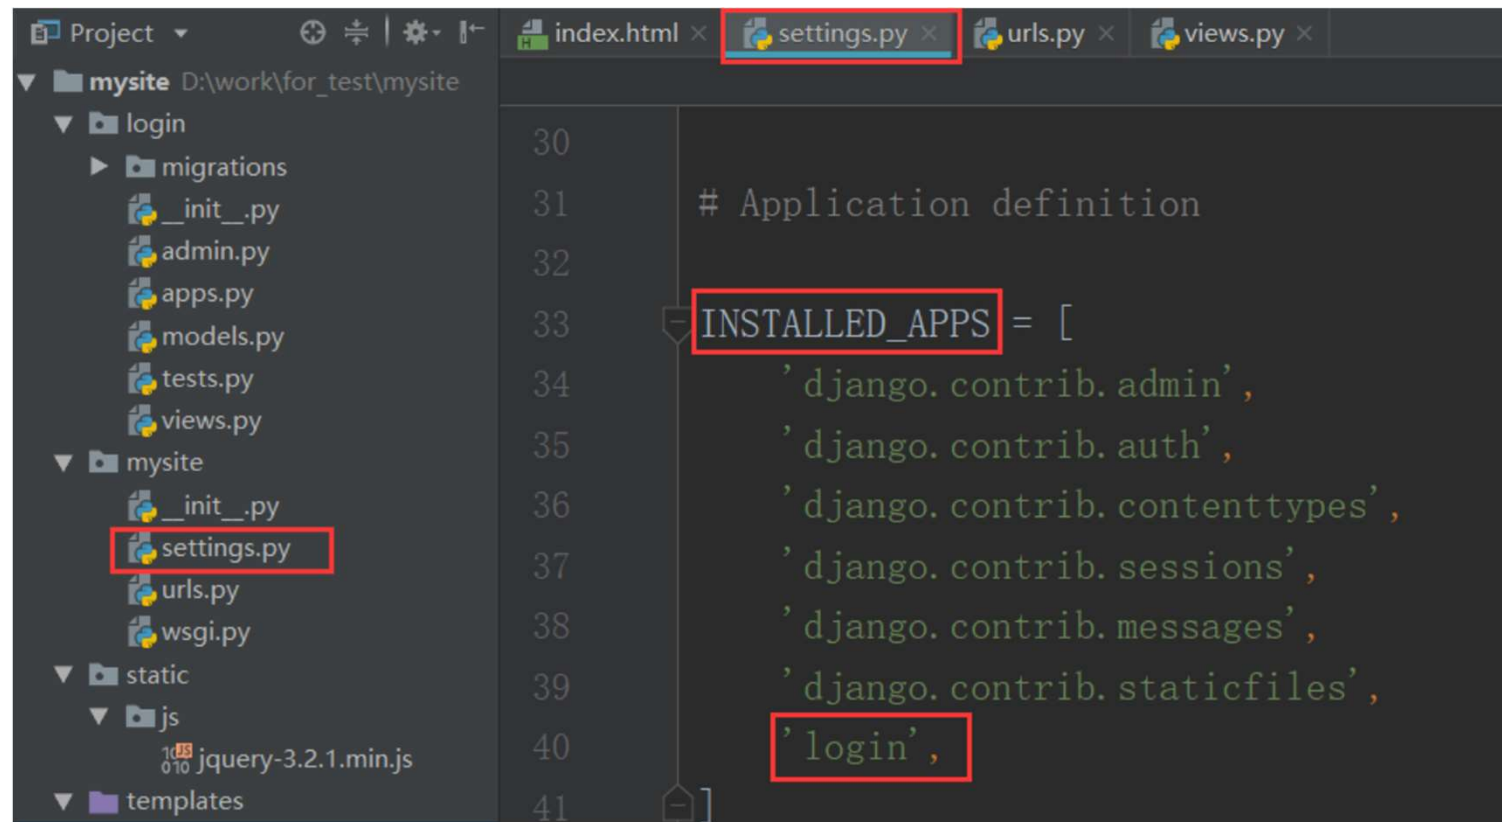 Project
mysite D:\work\for_test\mysite
login
migrations
__init__.py
admin.py
apps.py
models.py
tests.py
views.py
mysite
__init__.py
settings.py
urls.py
wsgi.py
static
js
jquery-3.2.1.min.js
templates
index.html settings.py urls.py views.py
30
31 # Application definition
32
33 INSTALLED_APPS = [
34 'django.contrib.admin',
35 'django.contrib.auth',
36 'django.contrib.contenttypes',
37 'django.contrib.sessions',
38 'django.contrib.messages',
39 'django.contrib.staticfiles',
40 'login',
41 ]